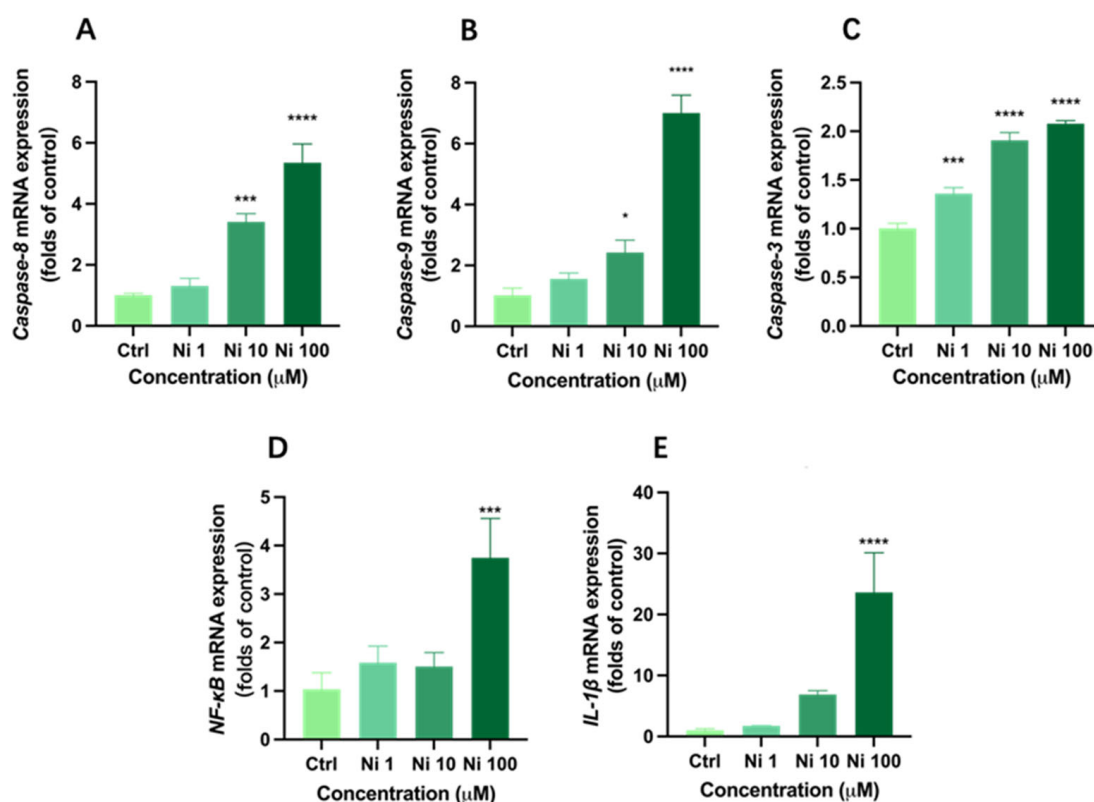 A
Caspase-8 mRNA expression
(folds of control)
8
6
4
2
0
***
****
Ctrl Ni 1 Ni 10 Ni 100
Concentration (μM)
B
Caspase-9 mRNA expression
(folds of control)
8
6
4
2
0
*
****
Ctrl Ni 1 Ni 10 Ni 100
Concentration (μM)
C
Caspase-3 mRNA expression
(folds of control)
2.5
2.0
1.5
1.0
0.5
0.0
***
****
****
Ctrl Ni 1 Ni 10 Ni 100
Concentration (μM)
D
NF-κB mRNA expression
(folds of control)
5
4
3
2
1
0
***
Ctrl Ni 1 Ni 10 Ni 100
Concentration (μM)
E
IL-1β mRNA expression
(folds of control)
40
30
20
10
0
****
Ctrl Ni 1 Ni 10 Ni 100
Concentration (μM)